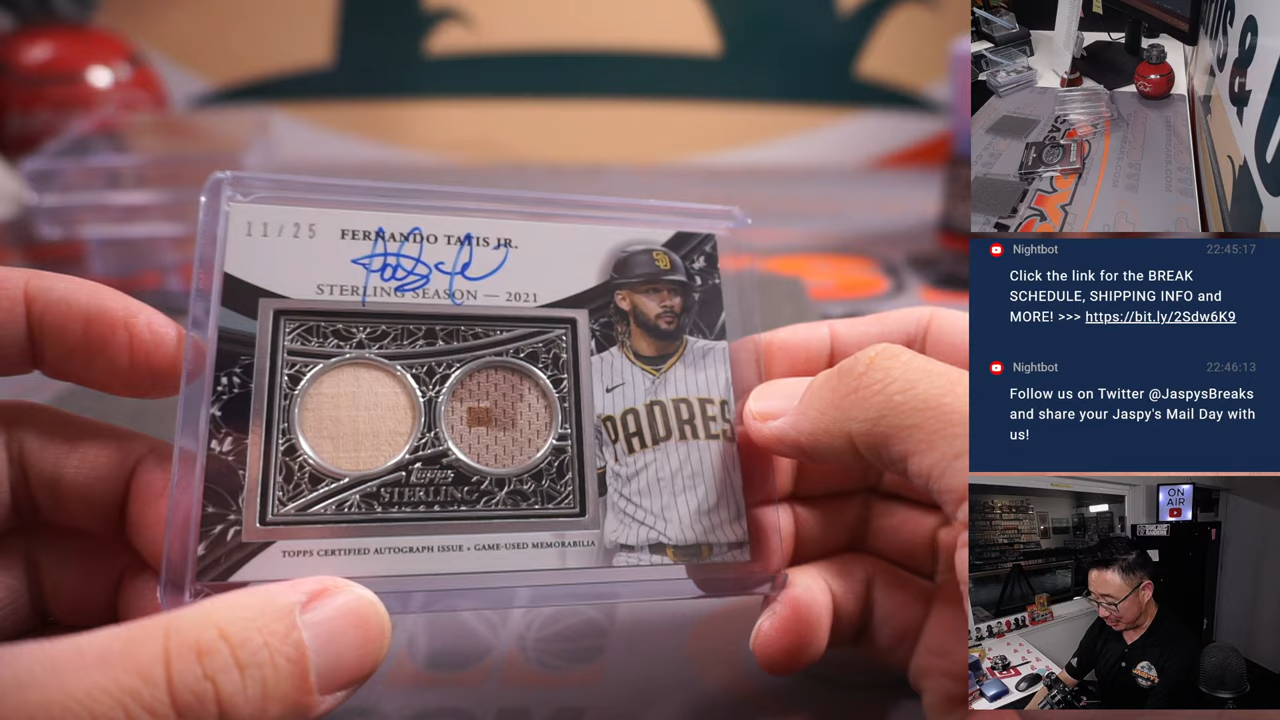 11/25
FERNANDO TATIS JR.
STERLING SEASON — 2021
SD
PADRES
TOPPS
STERLING
TOPPS CERTIFIED AUTOGRAPH ISSUE • GAME-USED MEMORABILIA
Nightbot 22:45:17
Click the link for the BREAK
SCHEDULE, SHIPPING INFO and
MORE! >>> https://bit.ly/2Sdw6K9
Nightbot 22:46:13
Follow us on Twitter @JaspysBreaks
and share your Jaspy's Mail Day with
us!
ON
AIR